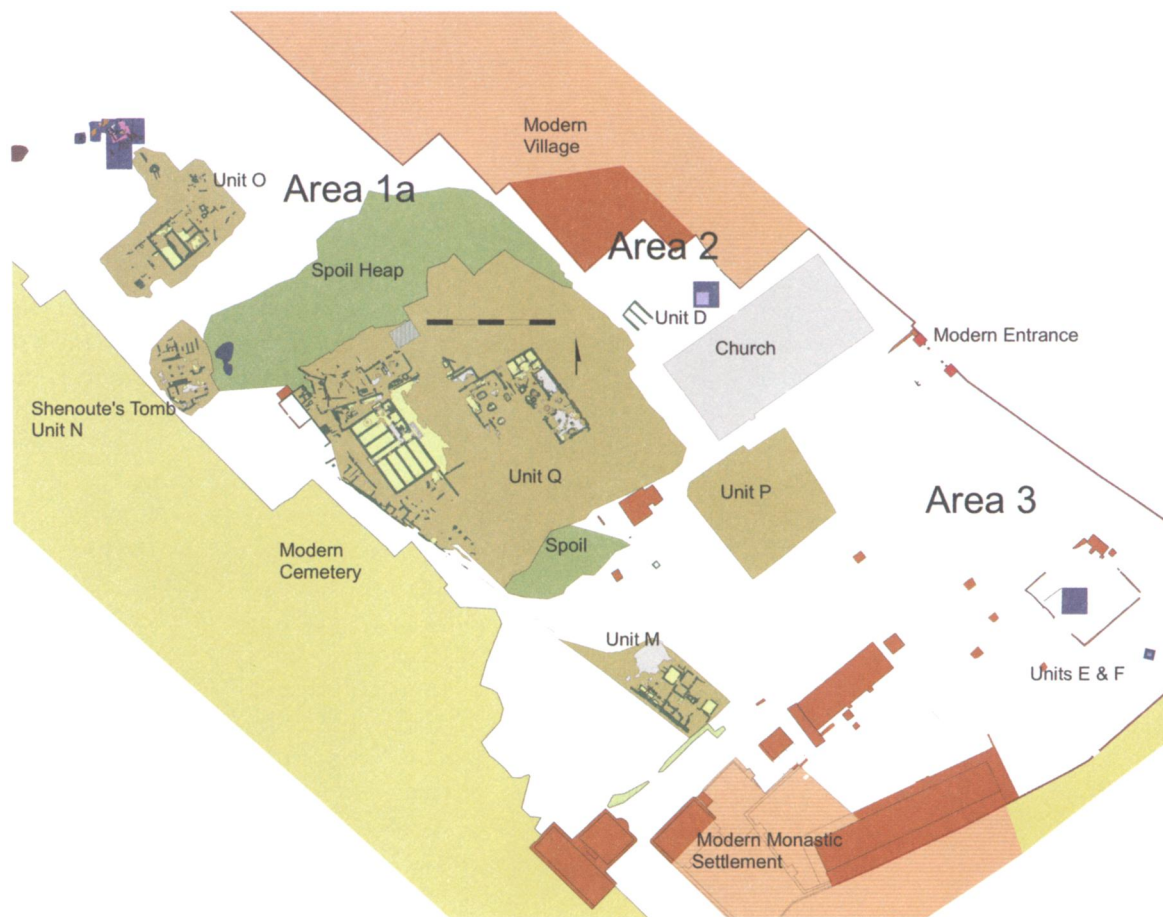 Modern
Village
Unit O
Area 1a
Area 2
Spoil Heap
Unit D
Church
Modern Entrance
Shenoute's Tomb
Unit N
Unit Q
Unit P
Area 3
Spoil
Modern
Cemetery
Unit M
Units E & F
Modern Monastic
Settlement